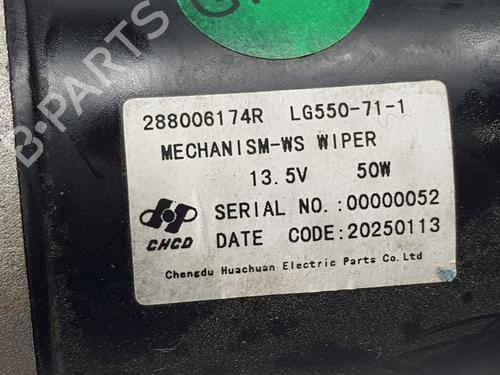 288006174R LG550-71-1
MECHANISM-WS WIPER
13.5V 50W
SERIAL NO.:00000052
CHCD
DATE CODE:20250113
Chengdu Huachuan Electric Parts Co.Ltd
B-PARTS